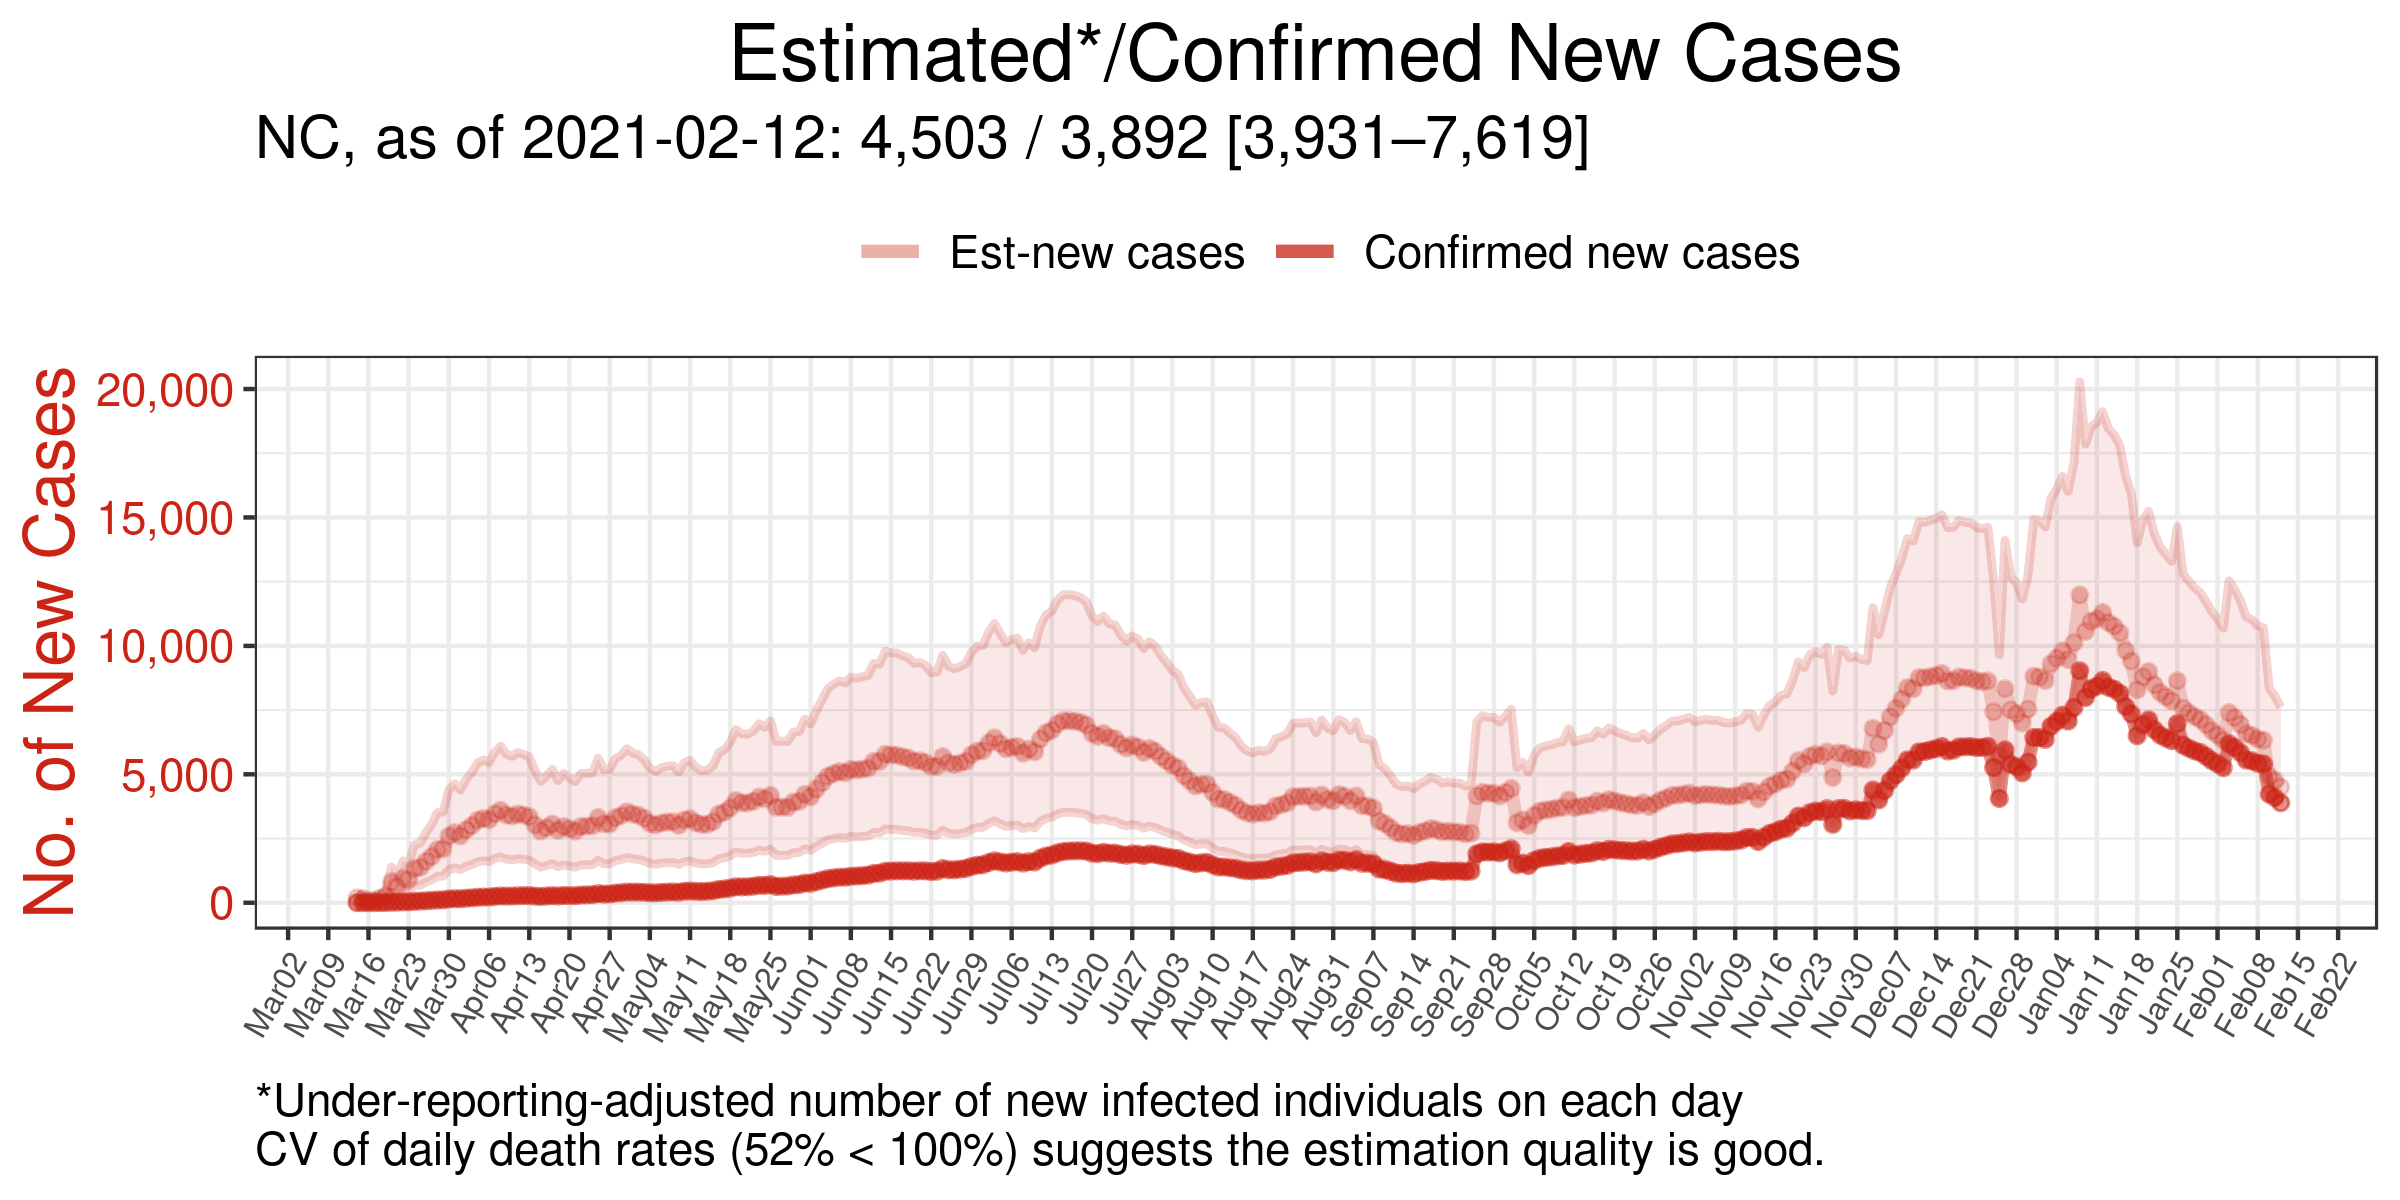 Estimated*/Confirmed New Cases
NC, as of 2021-02-12: 4,503 / 3,892 [3,931–7,619]
Est-new cases Confirmed new cases
No. of New Cases
20,000
15,000
10,000
5,000
0
Mar02 Mar09 Mar16 Mar23 Mar30 Apr06 Apr13 Apr20 Apr27 May04 May11 May18 May25 Jun01 Jun08 Jun15 Jun22 Jun29 Jul06 Jul13 Jul20 Jul27 Aug03 Aug10 Aug17 Aug24 Aug31 Sep07 Sep14 Sep21 Sep28 Oct05 Oct12 Oct19 Oct26 Nov02 Nov09 Nov16 Nov23 Nov30 Dec07 Dec14 Dec21 Dec28 Jan04 Jan11 Jan18 Jan25 Feb01 Feb08 Feb15 Feb22
*Under-reporting-adjusted number of new infected individuals on each day
CV of daily death rates (52% < 100%) suggests the estimation quality is good.